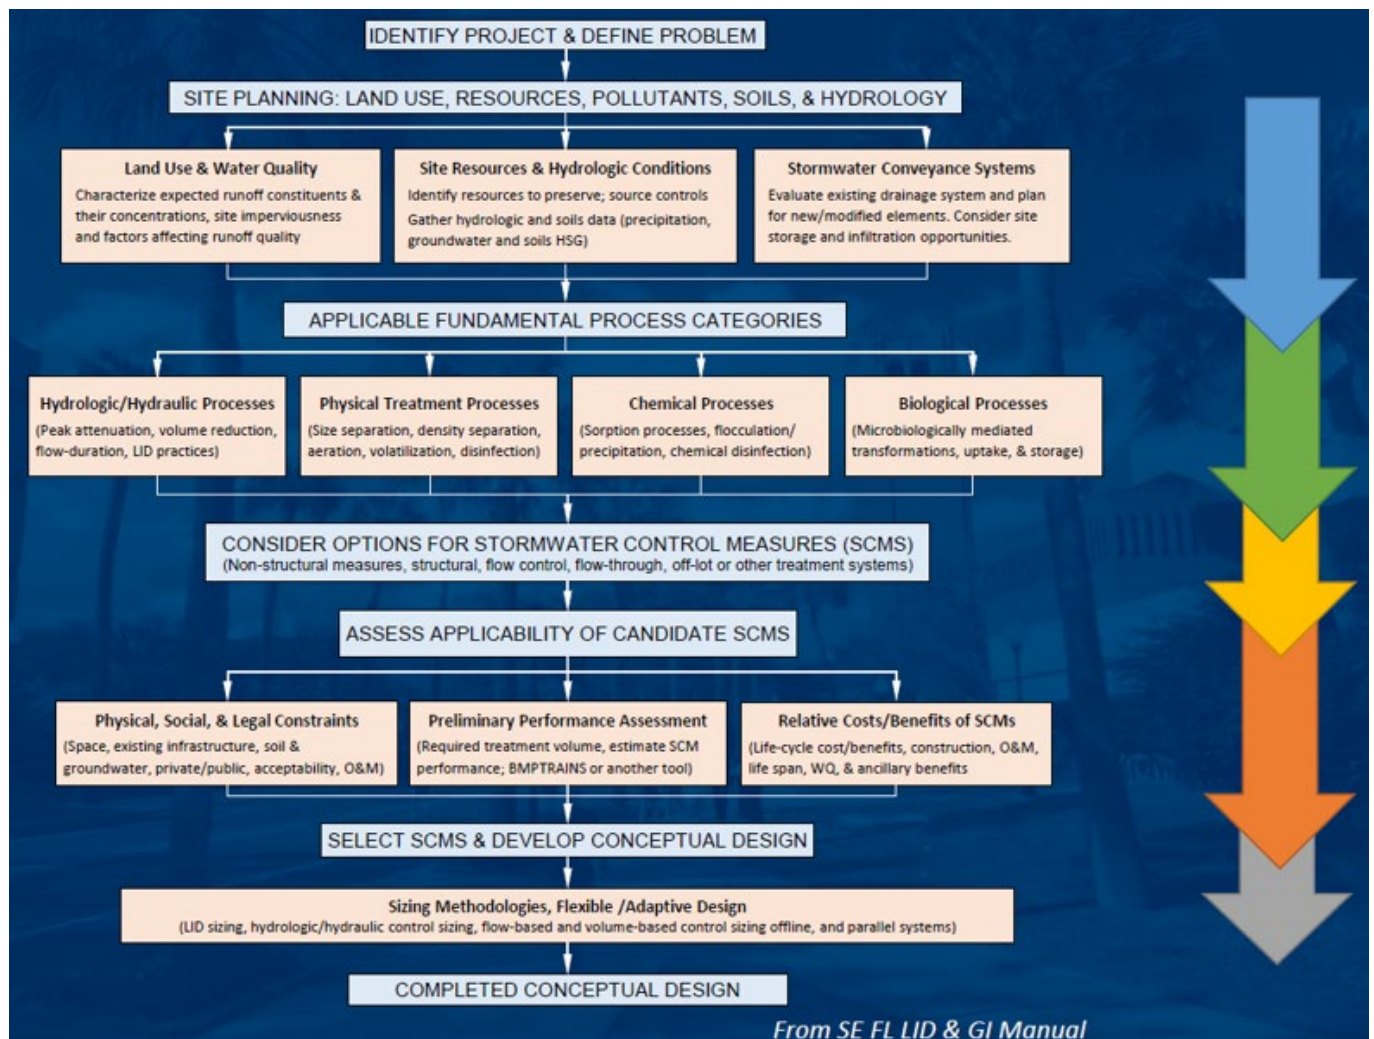 IDENTIFY PROJECT & DEFINE PROBLEM
SITE PLANNING: LAND USE, RESOURCES, POLLUTANTS, SOILS, & HYDROLOGY
Land Use & Water Quality
Characterize expected runoff constituents &
their concentrations, site imperviousness
and factors affecting runoff quality
Site Resources & Hydrologic Conditions
Identify resources to preserve; source controls
Gather hydrologic and soils data (precipitation,
groundwater and soils HSG)
Stormwater Conveyance Systems
Evaluate existing drainage system and plan
for new/modified elements. Consider site
storage and infiltration opportunities.
APPLICABLE FUNDAMENTAL PROCESS CATEGORIES
Hydrologic/Hydraulic Processes
(Peak attenuation, volume reduction,
flow-duration, LID practices)
Physical Treatment Processes
(Size separation, density separation,
aeration, volatilization, disinfection)
Chemical Processes
(Sorption processes, flocculation/
precipitation, chemical disinfection)
Biological Processes
(Microbiologically mediated
transformations, uptake, & storage)
CONSIDER OPTIONS FOR STORMWATER CONTROL MEASURES (SCMS)
(Non-structural measures, structural, flow control, flow-through, off-lot or other treatment systems)
ASSESS APPLICABILITY OF CANDIDATE SCMS
Physical, Social, & Legal Constraints
(Space, existing infrastructure, soil &
groundwater, private/public, acceptability, O&M)
Preliminary Performance Assessment
(Required treatment volume, estimate SCM
performance; BMPTRAINS or another tool)
Relative Costs/Benefits of SCMs
(Life-cycle cost/benefits, construction, O&M,
life span, WQ, & ancillary benefits
SELECT SCMS & DEVELOP CONCEPTUAL DESIGN
Sizing Methodologies, Flexible /Adaptive Design
(LID sizing, hydrologic/hydraulic control sizing, flow-based and volume-based control sizing offline, and parallel systems)
COMPLETED CONCEPTUAL DESIGN
From SE FL LID & GI Manual